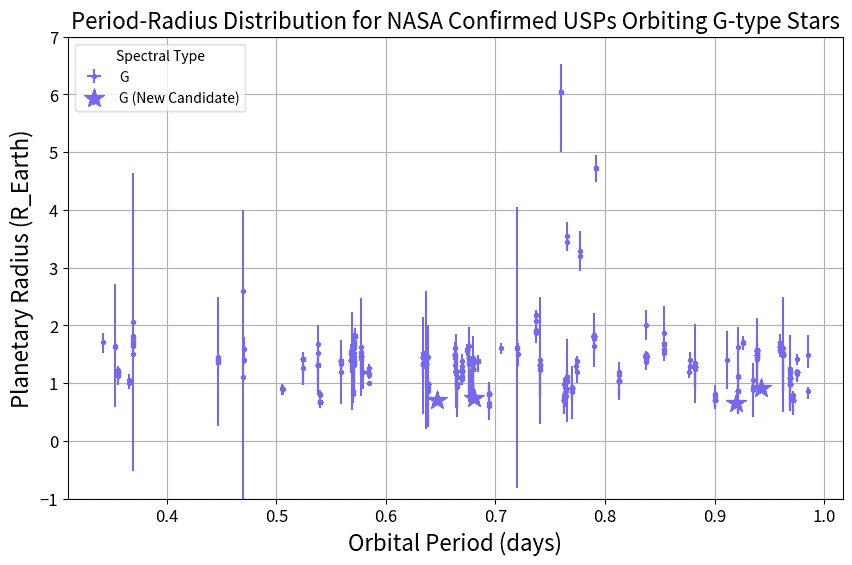 Period-Radius Distribution for NASA Confirmed USPs Orbiting G-type Stars
Planetary Radius (R_Earth)
7
6
5
4
3
2
1
0
−1
Spectral Type
G
G (New Candidate)
0.4 0.5 0.6 0.7 0.8 0.9 1.0
Orbital Period (days)